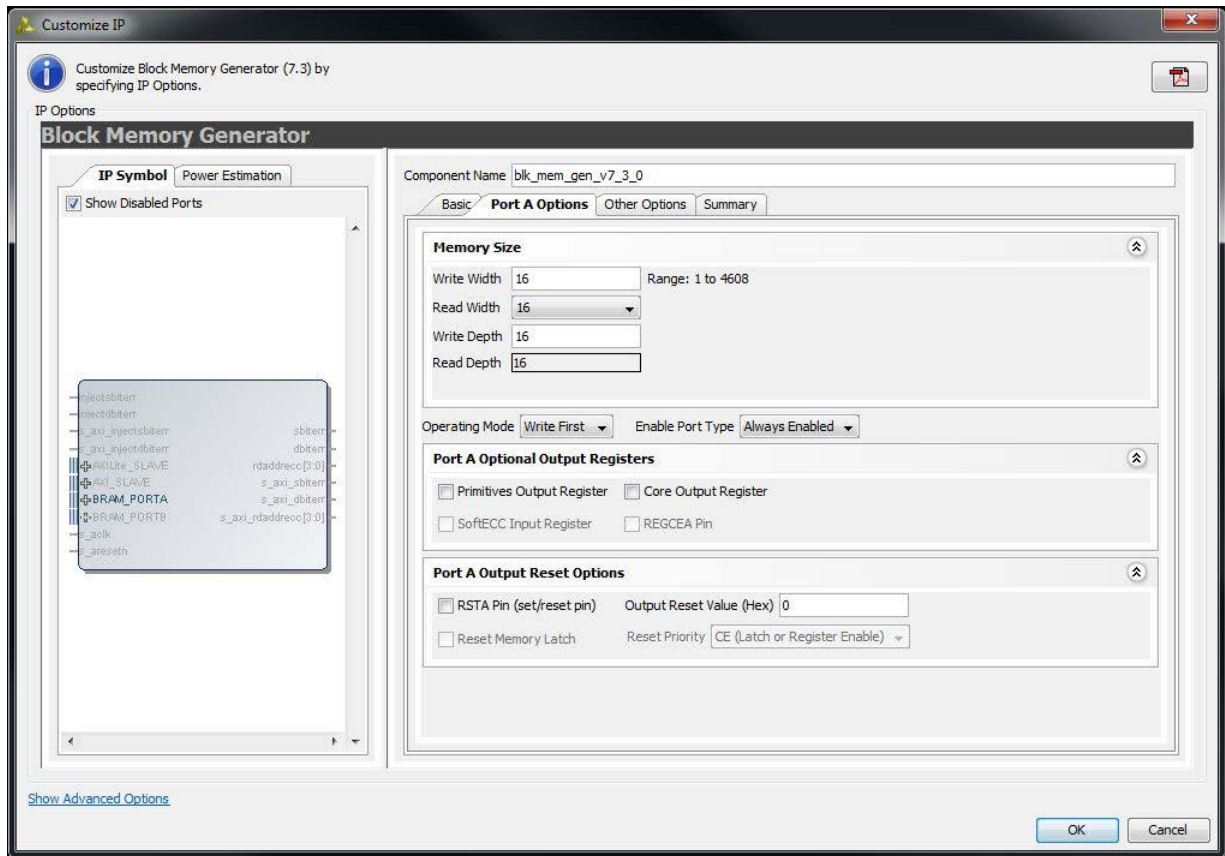 Customize IP
Customize Block Memory Generator (7.3) by
specifying IP Options.
IP Options
Block Memory Generator
IP Symbol
Power Estimation
Show Disabled Ports
injectsbiterr
injectdbiterr
s_axi_injectsbiterr
s_axi_injectdbiterr
AXILite_SLAVE
AXI_SLAVE
BRAM_PORTA
BRAM_PORTB
s_aclk
s_aresetn
sbiterr
dbiterr
rdaddrecc[3:0]
s_axi_sbiterr
s_axi_dbiterr
s_axi_rdaddrecc[3:0]
Component Name blk_mem_gen_v7_3_0
Basic Port A Options Other Options Summary
Memory Size
Write Width 16 Range: 1 to 4608
Read Width 16
Write Depth 16
Read Depth 16
Operating Mode Write First Enable Port Type Always Enabled
Port A Optional Output Registers
Primitives Output Register Core Output Register
SoftECC Input Register REGCEA Pin
Port A Output Reset Options
RSTA Pin (set/reset pin) Output Reset Value (Hex) 0
Reset Memory Latch Reset Priority CE (Latch or Register Enable)
Show Advanced Options
OK Cancel